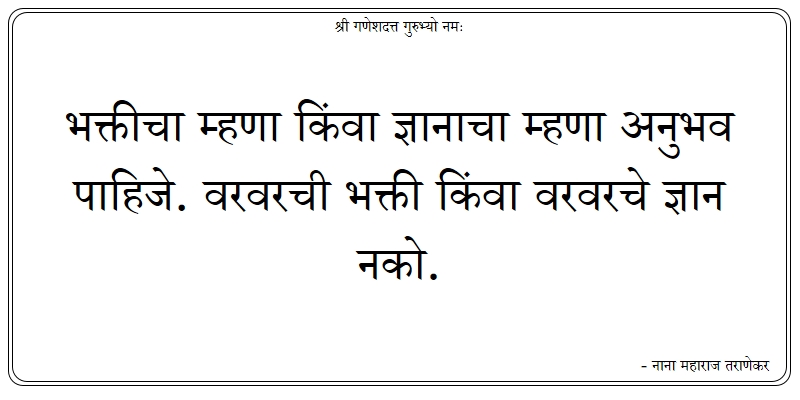 श्री गणेशदत्त गुरुभ्यो नमः
भक्तीचा म्हणा किंवा ज्ञानाचा म्हणा अनुभव
पाहिजे. वरवरची भक्ती किंवा वरवरचे ज्ञान
नको.
- नाना महाराज तराणेकर